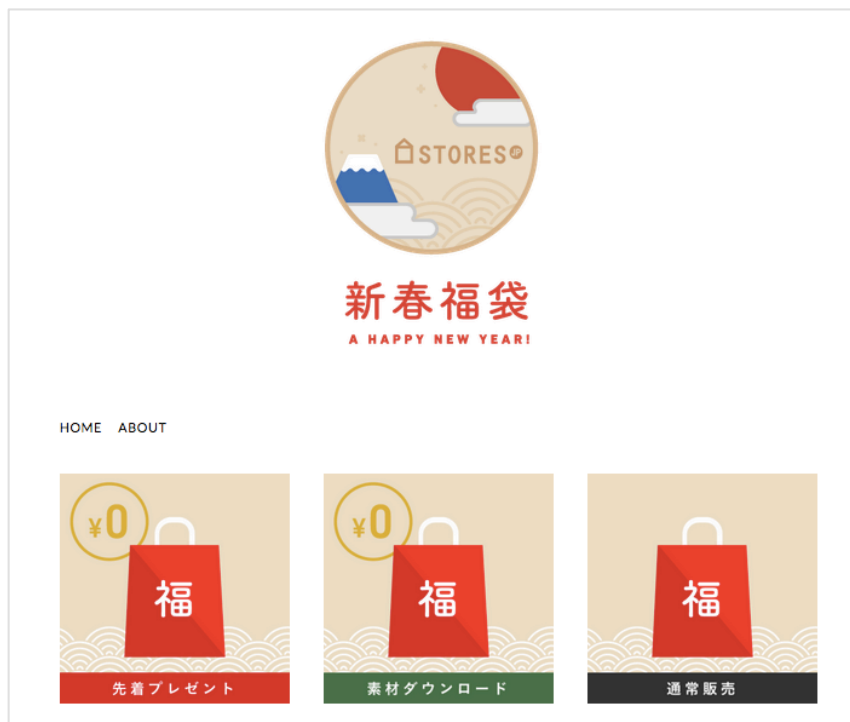 STORES JP
新春福袋
A HAPPY NEW YEAR!
HOME ABOUT
¥0
福
先着プレゼント
¥0
福
素材ダウンロード
福
通常販売